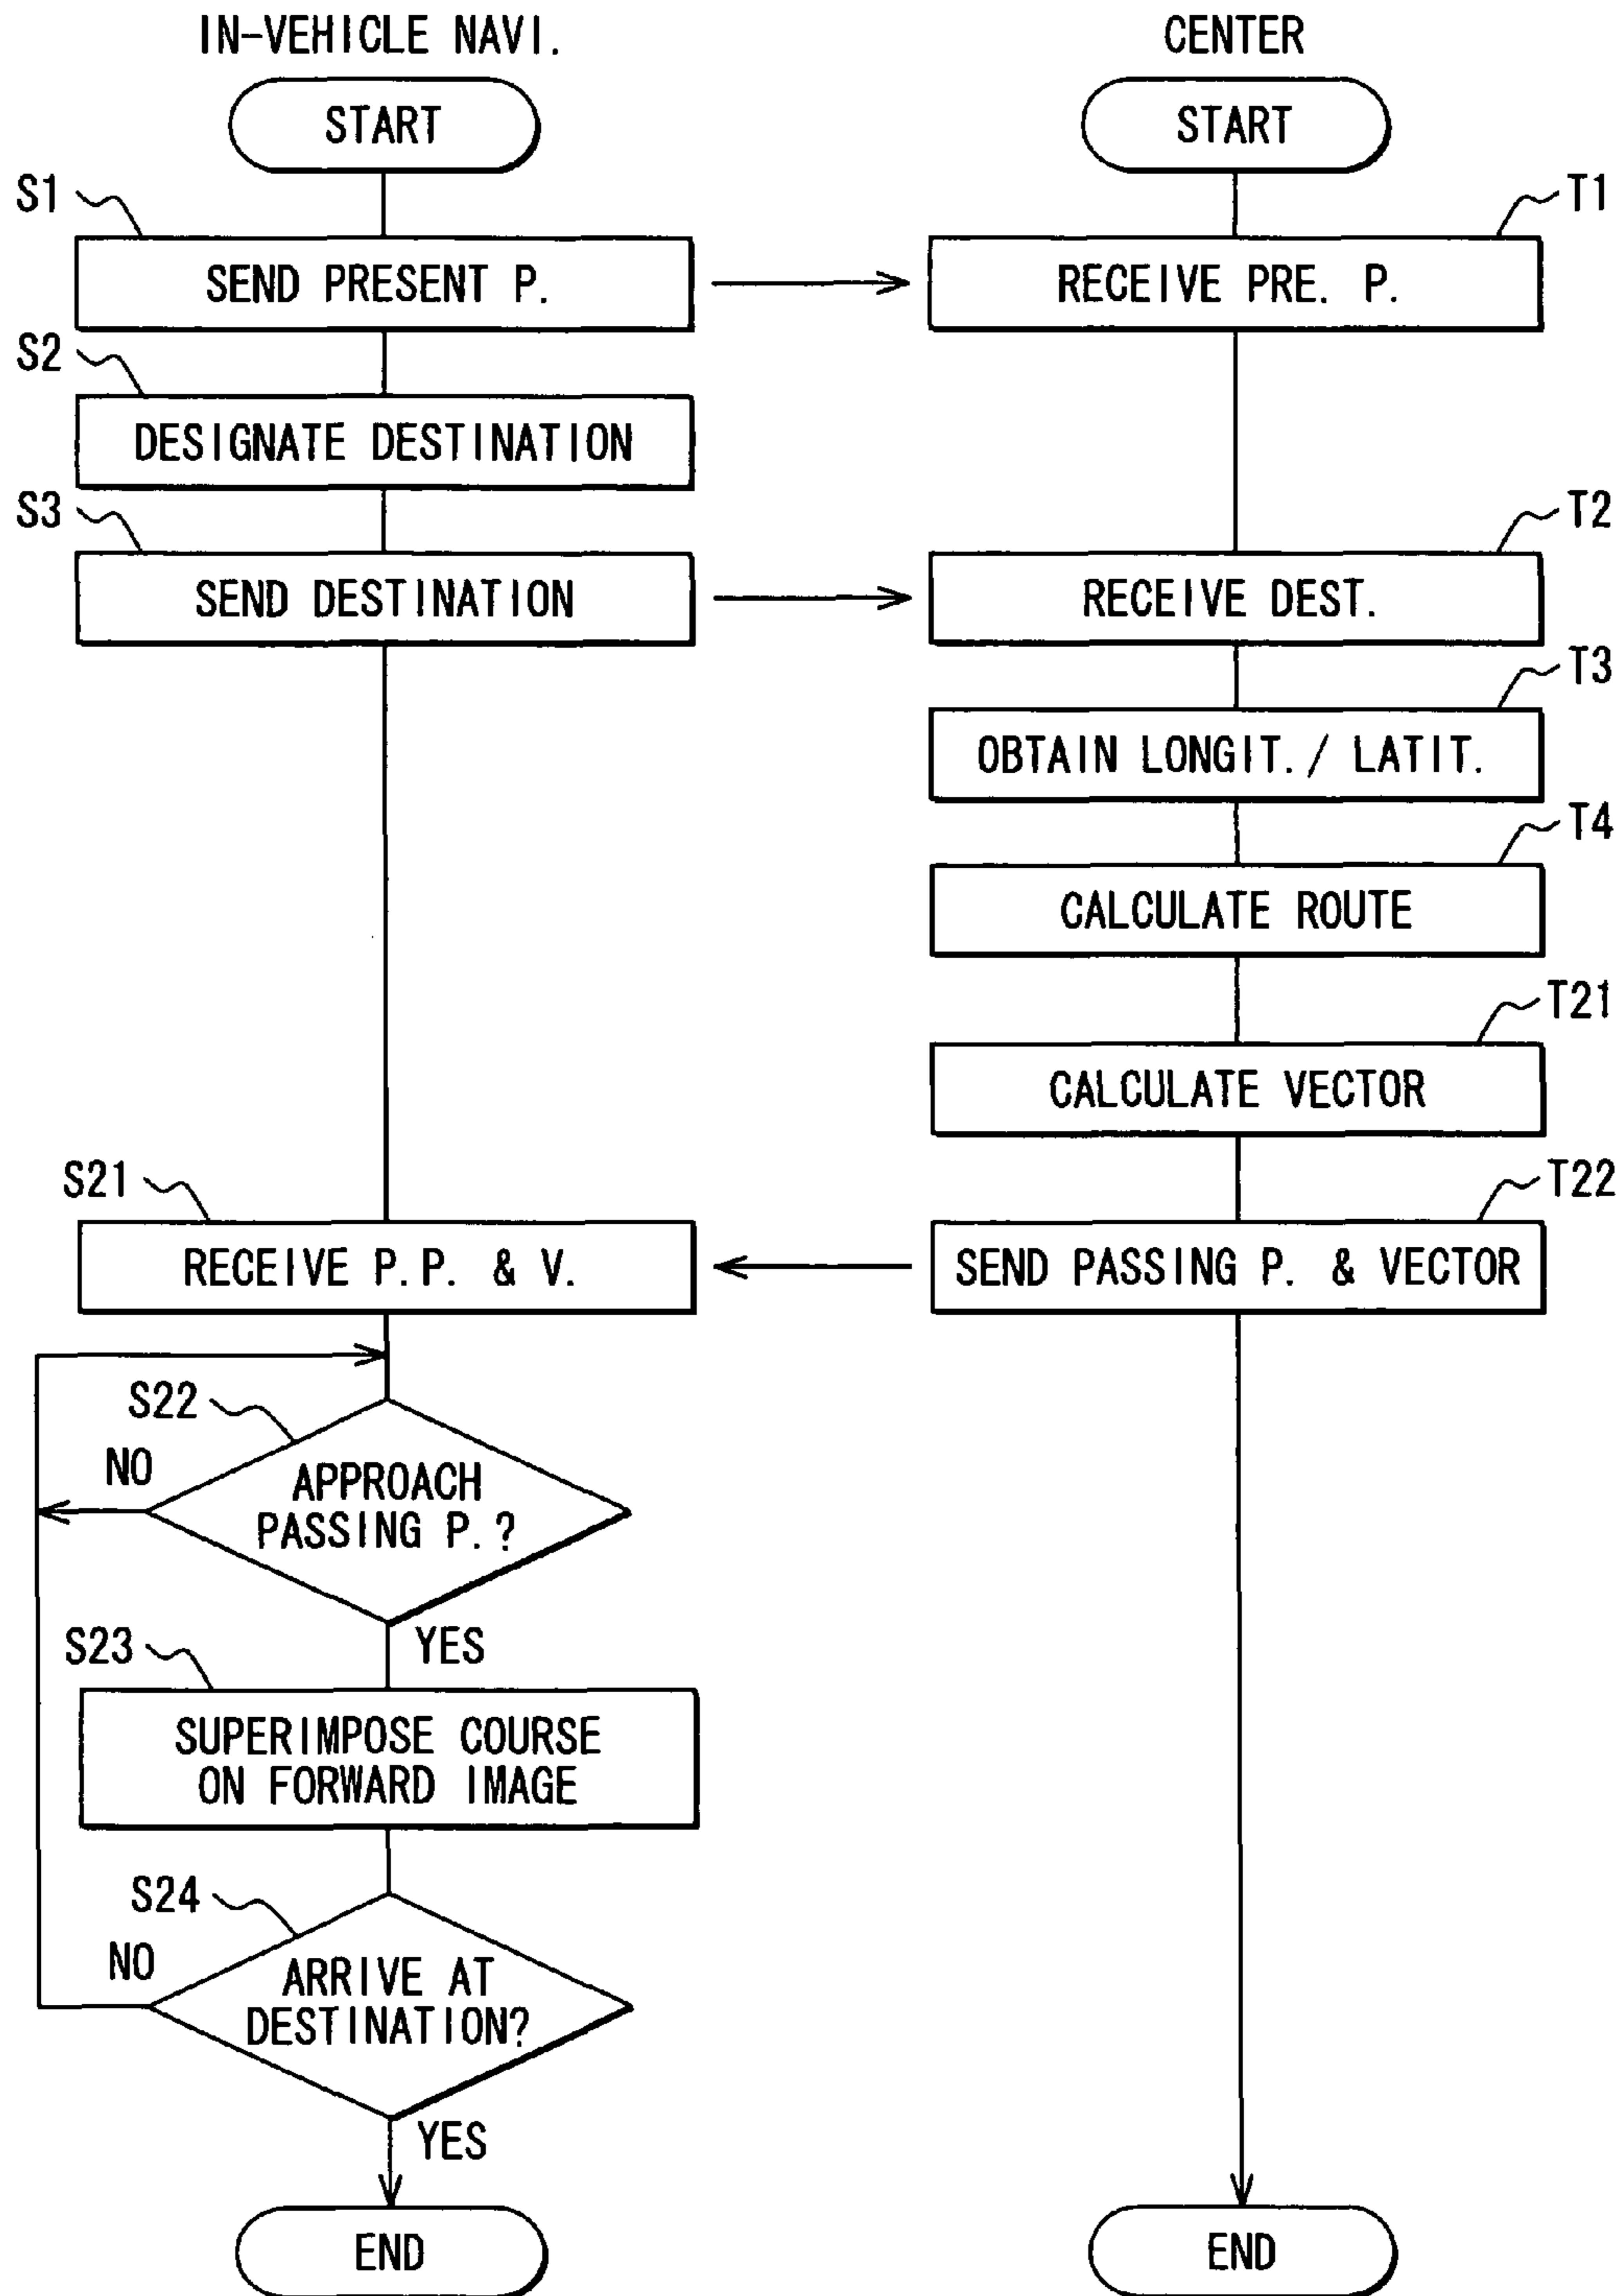 IN-VEHICLE NAVI.
CENTER
START
START
S1
T1
SEND PRESENT P.
RECEIVE PRE. P.
S2
DESIGNATE DESTINATION
S3
T2
SEND DESTINATION
RECEIVE DEST.
T3
OBTAIN LONGIT./ LATIT.
T4
CALCULATE ROUTE
T21
CALCULATE VECTOR
S21
T22
RECEIVE P.P. & V.
SEND PASSING P. & VECTOR
S22
NO
APPROACH
PASSING P.?
YES
S23
SUPERIMPOSE COURSE
ON FORWARD IMAGE
S24
NO
ARRIVE AT
DESTINATION?
YES
END
END